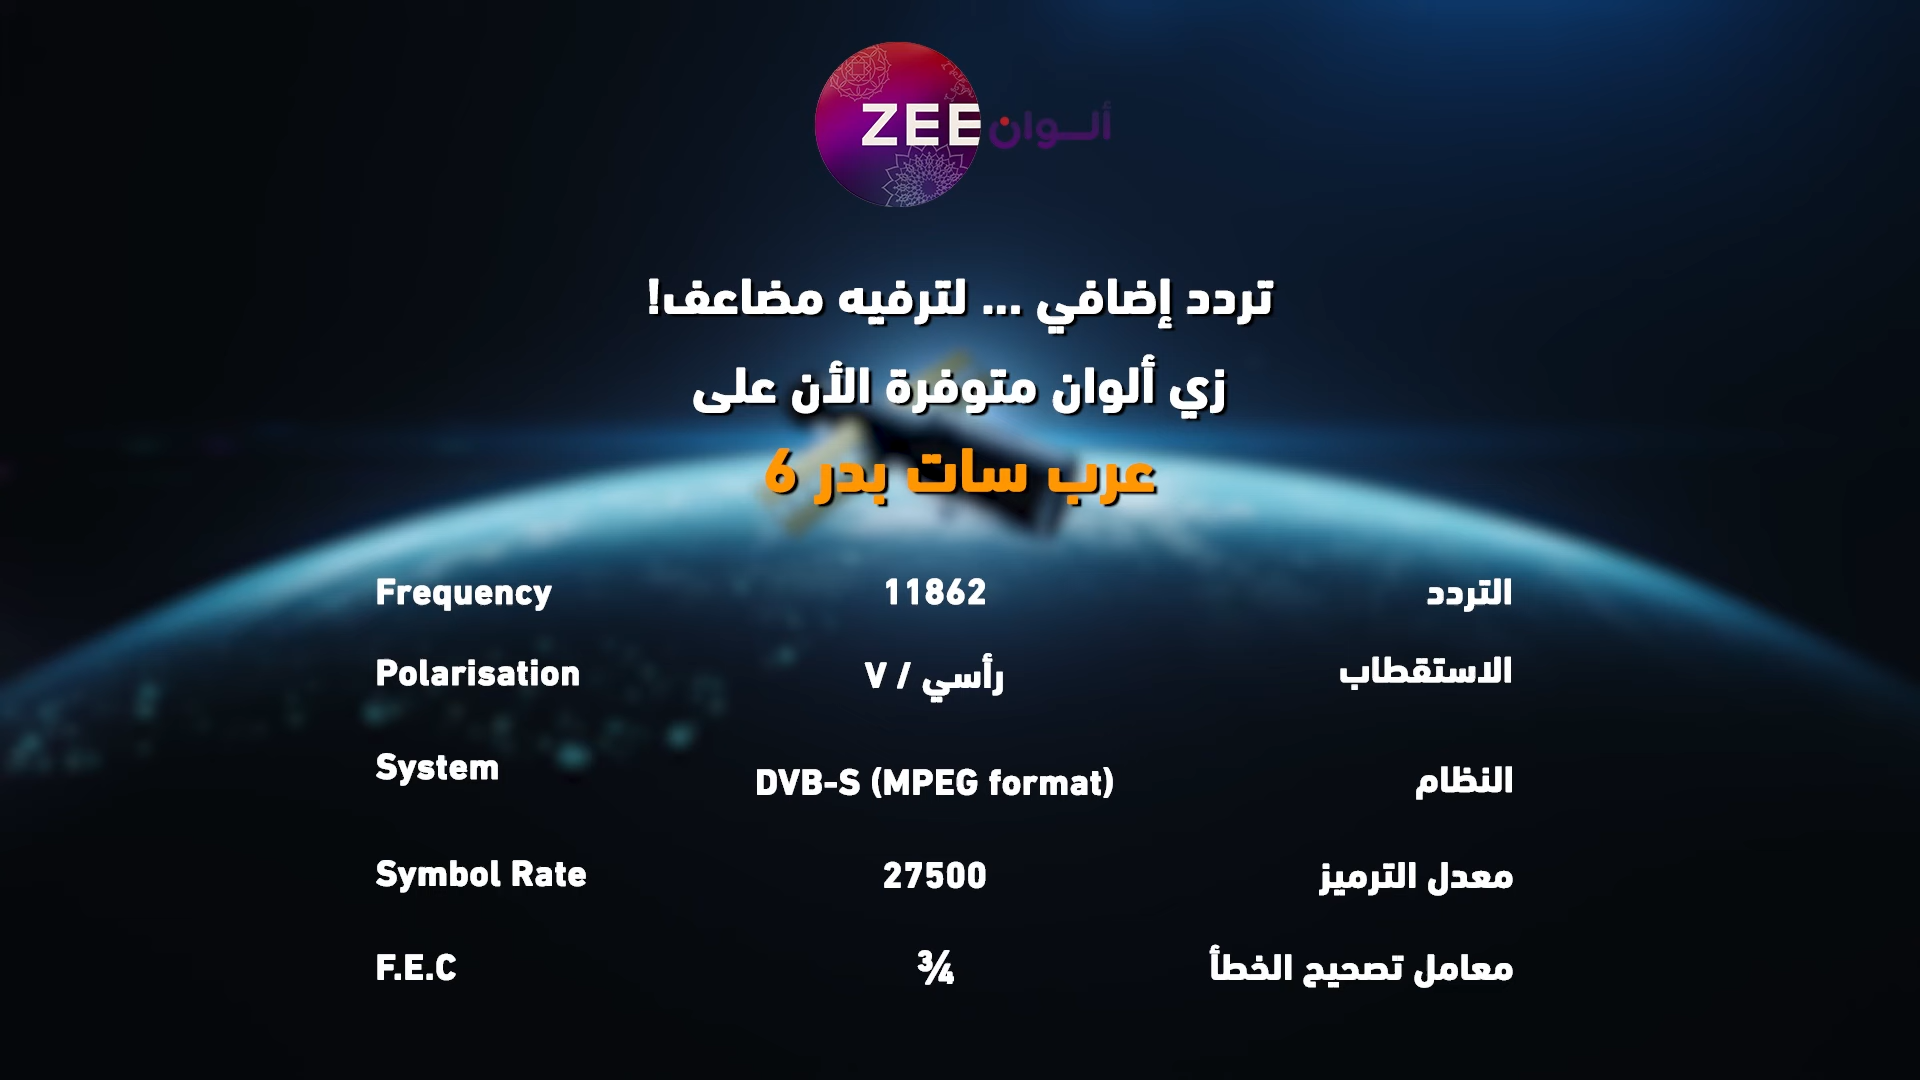 ZEE ألوان
تردد إضافي ... لترفيه مضاعف!
زي ألوان متوفرة الأن على
عرب سات بدر 6
Frequency 11862 التردد
Polarisation رأسي / V الاستقطاب
System DVB-S (MPEG format) النظام
Symbol Rate 27500 معدل الترميز
F.E.C ¾ معامل تصحيح الخطأ